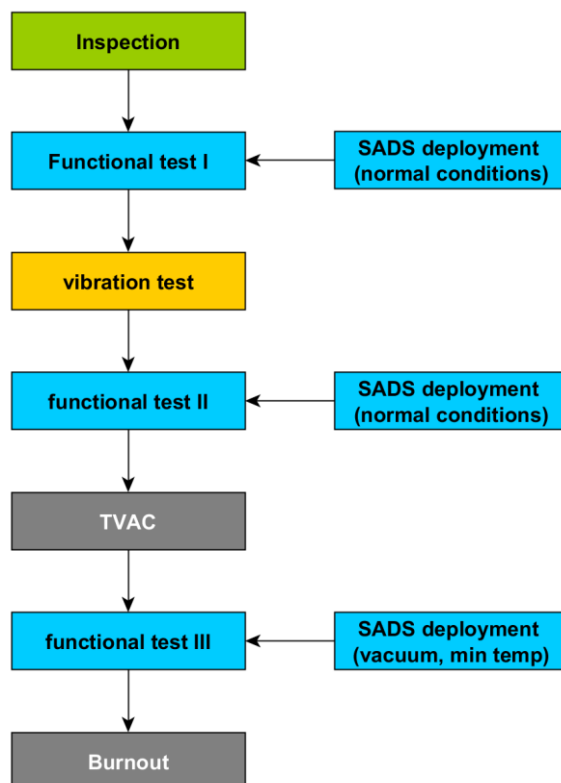 Inspection
Functional test I
SADS deployment
(normal conditions)
vibration test
functional test II
SADS deployment
(normal conditions)
TVAC
functional test III
SADS deployment
(vacuum, min temp)
Burnout